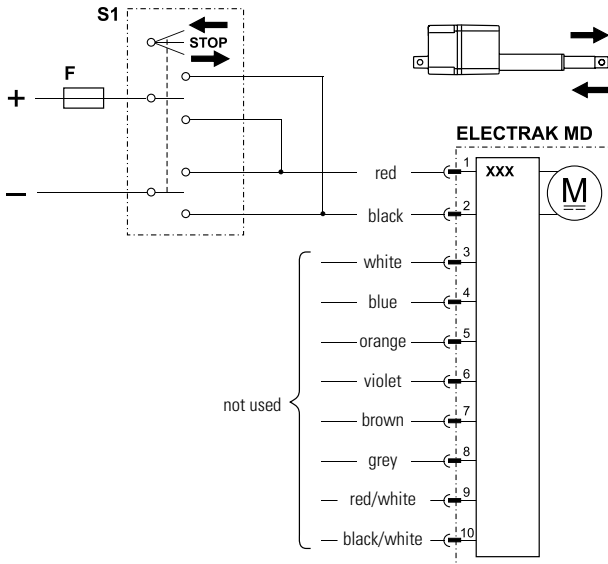 S1
STOP
F
+
−
ELECTRAK MD
1
XXX
red
M
2
black
3
white
4
blue
5
orange
6
violet
not used
7
brown
8
grey
9
red/white
10
black/white